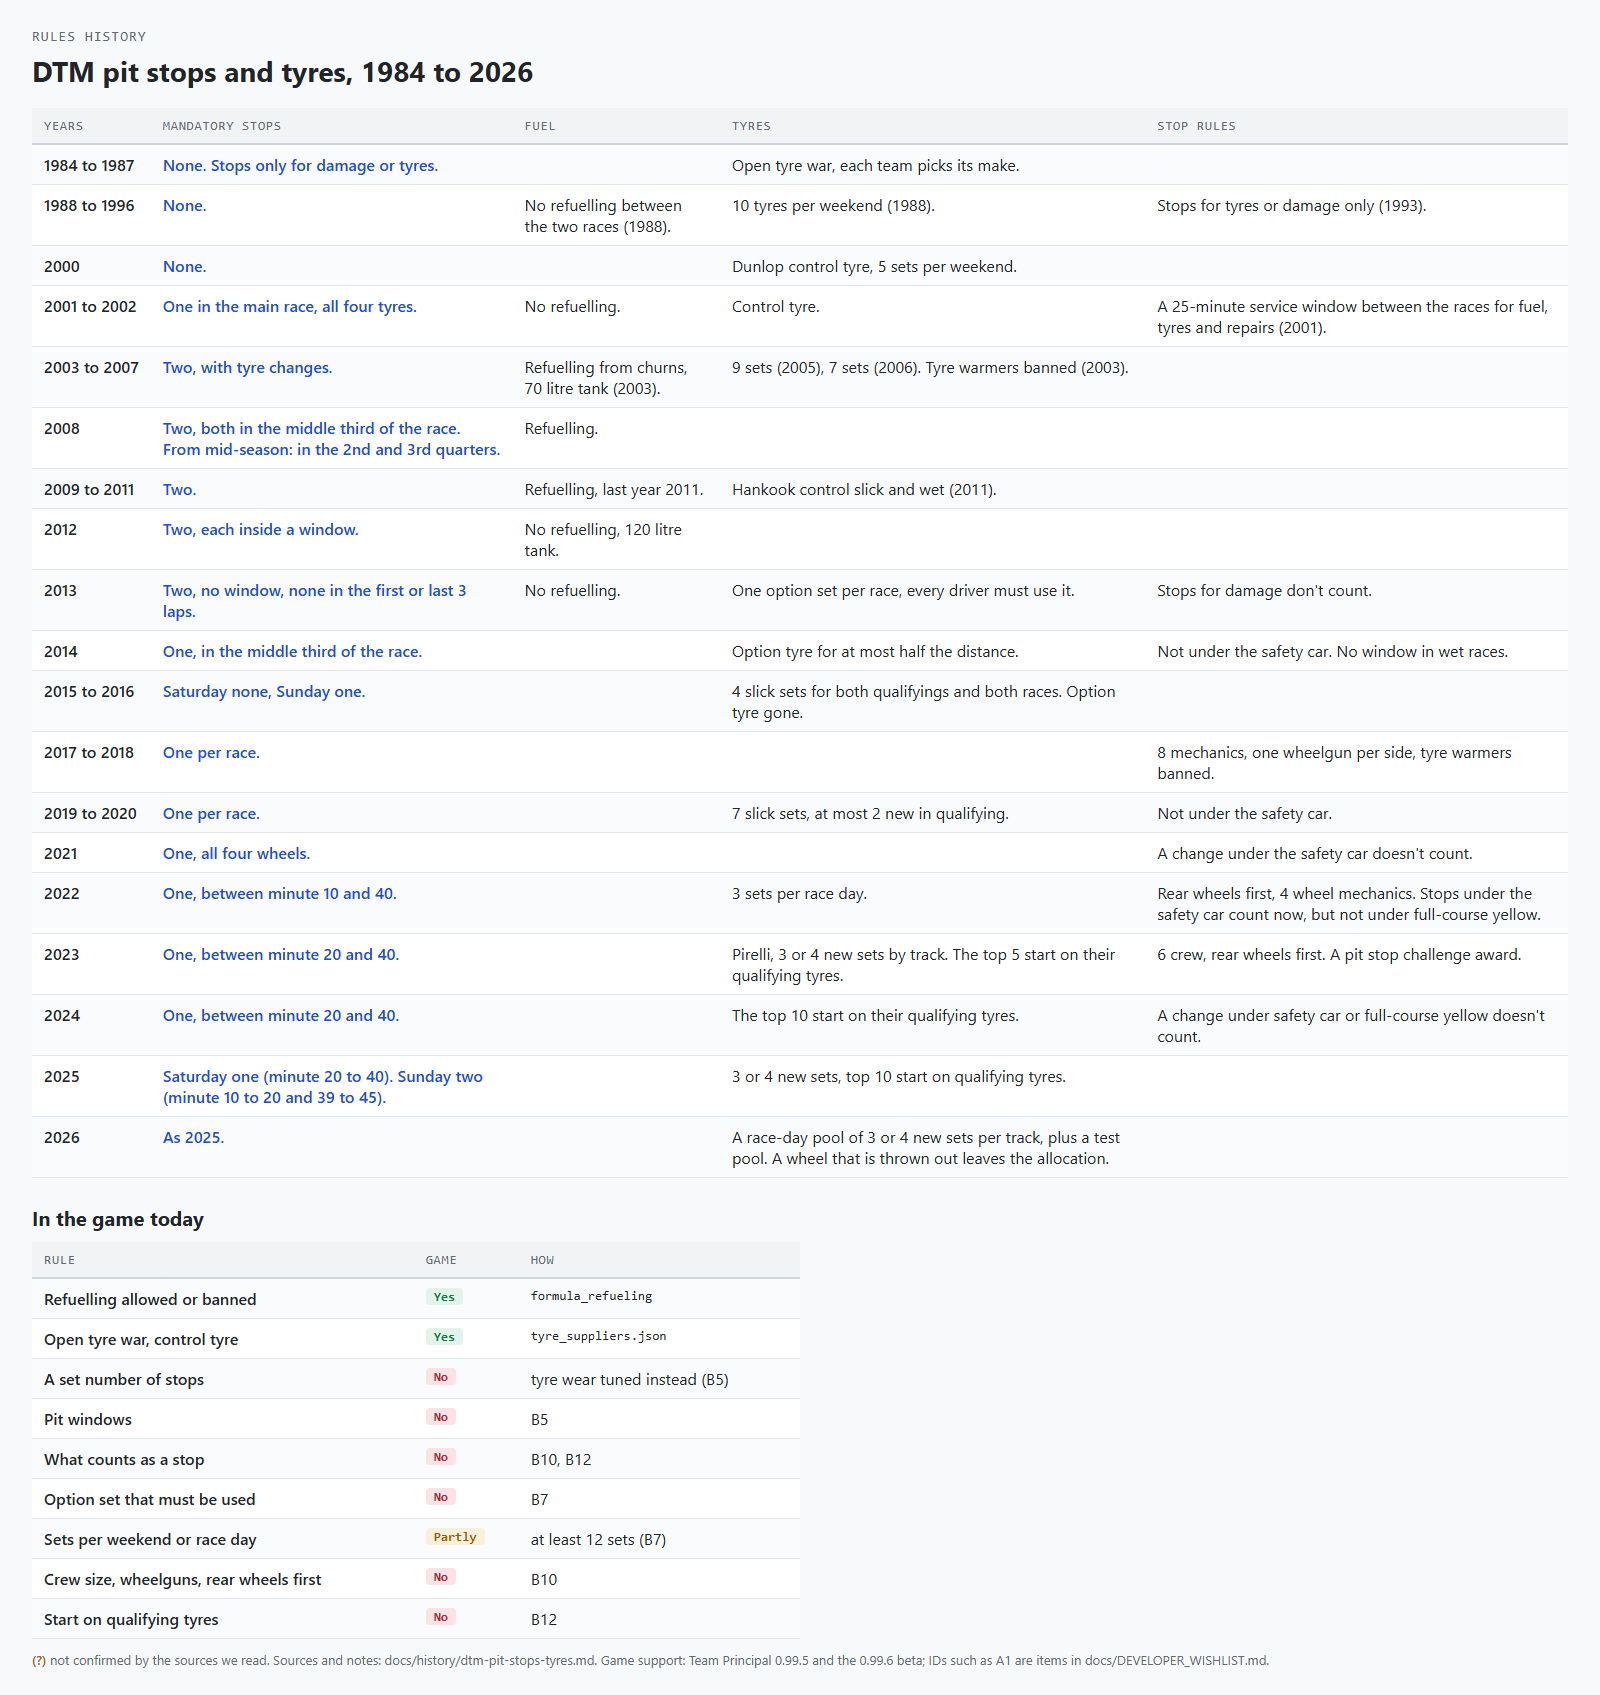 RULES HISTORY
DTM pit stops and tyres, 1984 to 2026
YEARS MANDATORY STOPS FUEL TYRES STOP RULES
1984 to 1987 None. Stops only for damage or tyres. Open tyre war, each team picks its make.
1988 to 1996 None. No refuelling between 10 tyres per weekend (1988). Stops for tyres or damage only (1993).
the two races (1988).
2000 None. Dunlop control tyre, 5 sets per weekend.
2001 to 2002 One in the main race, all four tyres. No refuelling. Control tyre. A 25-minute service window between the races for fuel,
tyres and repairs (2001).
2003 to 2007 Two, with tyre changes. Refuelling from churns, 9 sets (2005), 7 sets (2006). Tyre warmers banned (2003).
70 litre tank (2003).
2008 Two, both in the middle third of the race. Refuelling.
From mid-season: in the 2nd and 3rd quarters.
2009 to 2011 Two. Refuelling, last year 2011. Hankook control slick and wet (2011).
2012 Two, each inside a window. No refuelling, 120 litre
tank.
2013 Two, no window, none in the first or last 3 No refuelling. One option set per race, every driver must use it. Stops for damage don't count.
laps.
2014 One, in the middle third of the race. Option tyre for at most half the distance. Not under the safety car. No window in wet races.
2015 to 2016 Saturday none, Sunday one. 4 slick sets for both qualifyings and both races. Option
tyre gone.
2017 to 2018 One per race. 8 mechanics, one wheelgun per side, tyre warmers
banned.
2019 to 2020 One per race. 7 slick sets, at most 2 new in qualifying. Not under the safety car.
2021 One, all four wheels. A change under the safety car doesn't count.
2022 One, between minute 10 and 40. 3 sets per race day. Rear wheels first, 4 wheel mechanics. Stops under the
safety car count now, but not under full-course yellow.
2023 One, between minute 20 and 40. Pirelli, 3 or 4 new sets by track. The top 5 start on their 6 crew, rear wheels first. A pit stop challenge award.
qualifying tyres.
2024 One, between minute 20 and 40. The top 10 start on their qualifying tyres. A change under safety car or full-course yellow doesn't
count.
2025 Saturday one (minute 20 to 40). Sunday two 3 or 4 new sets, top 10 start on qualifying tyres.
(minute 10 to 20 and 39 to 45).
2026 As 2025. A race-day pool of 3 or 4 new sets per track, plus a test
pool. A wheel that is thrown out leaves the allocation.
In the game today
RULE GAME HOW
Refuelling allowed or banned Yes formula_refueling
Open tyre war, control tyre Yes tyre_suppliers.json
A set number of stops No tyre wear tuned instead (B5)
Pit windows No B5
What counts as a stop No B10, B12
Option set that must be used No B7
Sets per weekend or race day Partly at least 12 sets (B7)
Crew size, wheelguns, rear wheels first No B10
Start on qualifying tyres No B12
(?) not confirmed by the sources we read. Sources and notes: docs/history/dtm-pit-stops-tyres.md. Game support: Team Principal 0.99.5 and the 0.99.6 beta; IDs such as A1 are items in docs/DEVELOPER_WISHLIST.md.